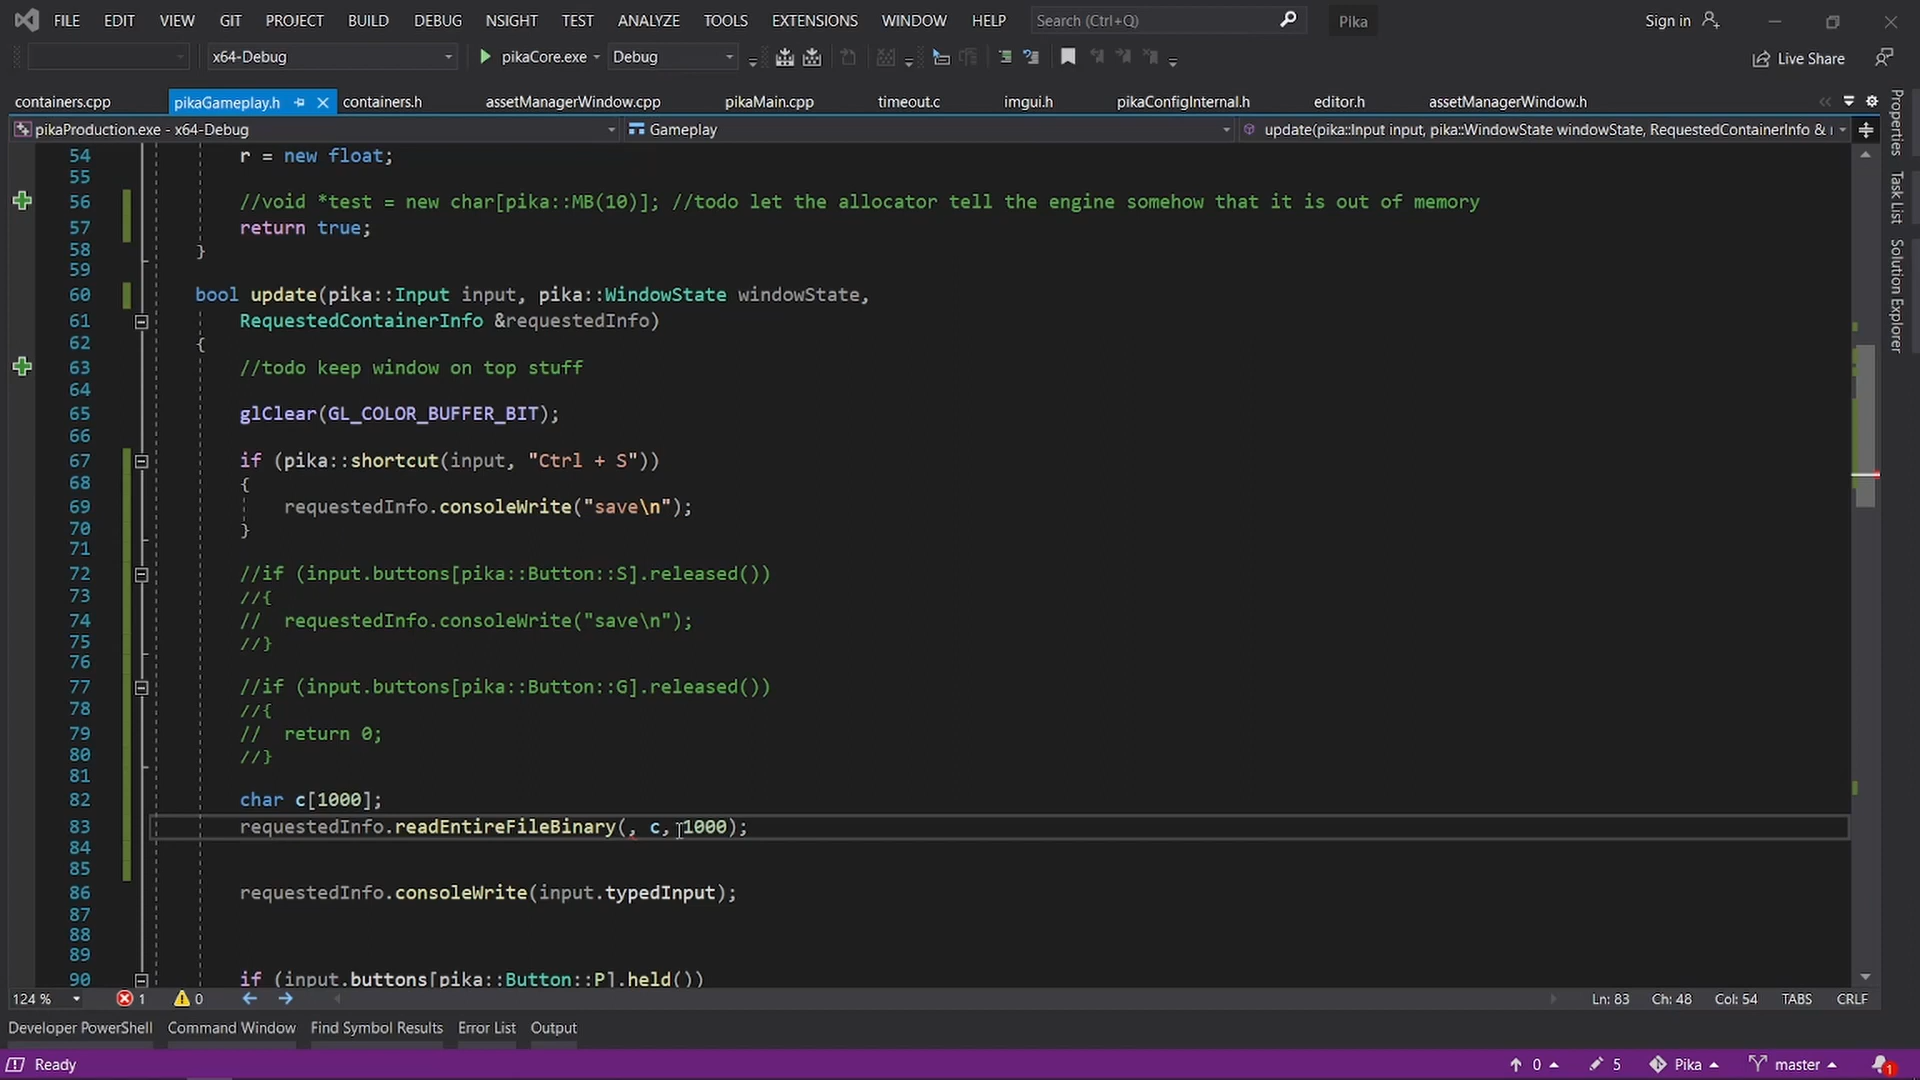 FILE EDIT VIEW GIT PROJECT BUILD DEBUG NSIGHT TEST ANALYZE TOOLS EXTENSIONS WINDOW HELP Search (Ctrl+Q) Pika Sign in
x64-Debug pikaCore.exe Debug Live Share
containers.cpp pikaGameplay.h containers.h assetManagerWindow.cpp pikaMain.cpp timeout.c imgui.h pikaConfigInternal.h editor.h assetManagerWindow.h
pikaProduction.exe - x64-Debug Gameplay update(pika::Input input, pika::WindowState windowState, RequestedContainerInfo &
Properties
Task List
Solution Explorer
54 r = new float;
55
56 //void *test = new char[pika::MB(10)]; //todo let the allocator tell the engine somehow that it is out of memory
57 return true;
58 }
59
60 bool update(pika::Input input, pika::WindowState windowState,
61 RequestedContainerInfo &requestedInfo)
62 {
63 //todo keep window on top stuff
64
65 glClear(GL_COLOR_BUFFER_BIT);
66
67 if (pika::shortcut(input, "Ctrl + S"))
68 {
69 requestedInfo.consoleWrite("save\n");
70 }
71
72 //if (input.buttons[pika::Button::S].released())
73 //{
74 // requestedInfo.consoleWrite("save\n");
75 //}
76
77 //if (input.buttons[pika::Button::G].released())
78 //{
79 // return 0;
80 //}
81
82 char c[1000];
83 requestedInfo.readEntireFileBinary(, c, 1000);
84
85
86 requestedInfo.consoleWrite(input.typedInput);
87
88
89
90 if (input.buttons[pika::Button::P].held())
124 % 1 0 Ln: 83 Ch: 48 Col: 54 TABS CRLF
Developer PowerShell Command Window Find Symbol Results Error List Output
Ready 0 5 Pika master 1